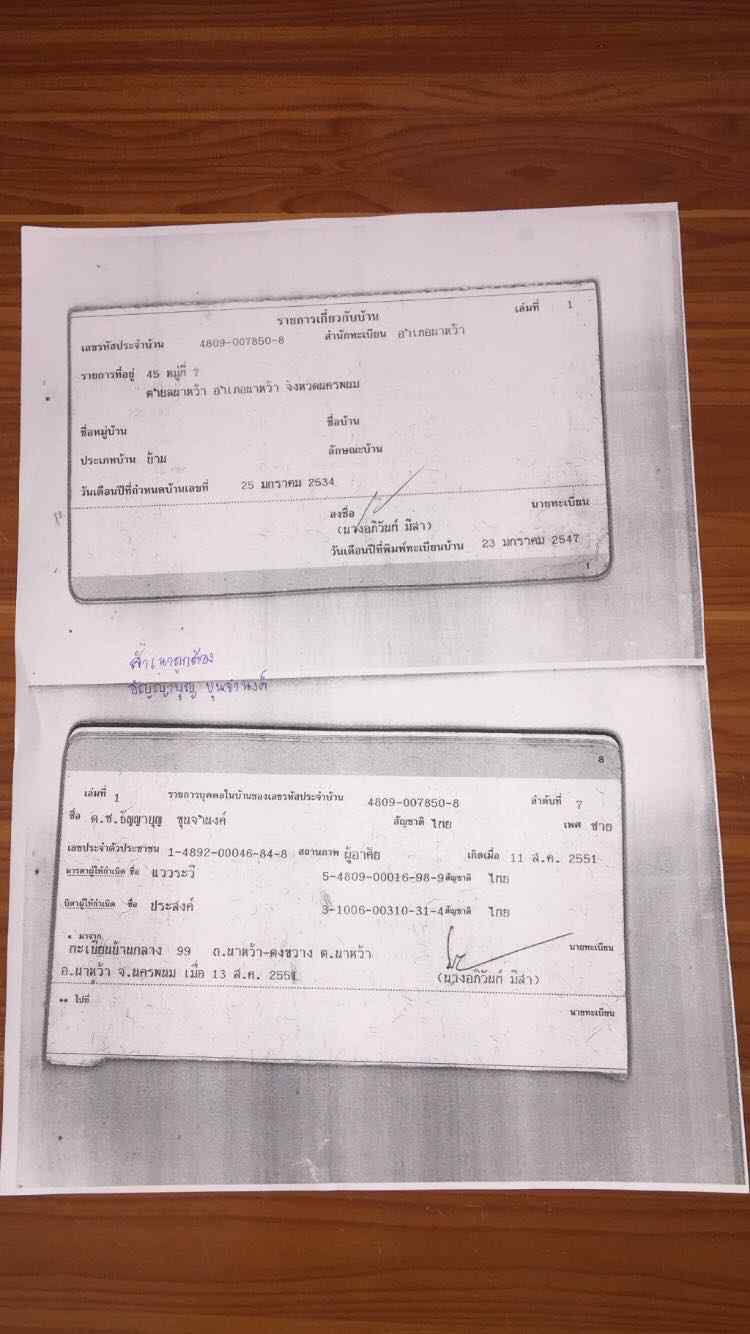 รายการเกี่ยวกับบ้าน เล่มที่ 1
เลขรหัสประจำบ้าน 4809-007850-8 สำนักทะเบียน อำเภอนาหว้า
รายการที่อยู่ 45 หมู่ที่ 7
ตำบลนาหว้า อำเภอนาหว้า จังหวัดนครพนม
ชื่อหมู่บ้าน ชื่อบ้าน
ประเภทบ้าน บ้าน ลักษณะบ้าน
วันเดือนปีที่กำหนดบ้านเลขที่ 25 มกราคม 2534
ลงชื่อ นายทะเบียน
(นางอภิวันท์ มีสา)
วันเดือนปีที่พิมพ์ทะเบียนบ้าน 23 มกราคม 2547
1
สำเนาถูกต้อง
ธัญญาบุญ ขุนจำนงค์
8
เล่มที่ 1 รายการบุคคลในบ้านของเลขรหัสประจำบ้าน 4809-007850-8 ลำดับที่ 7
ชื่อ ด.ช.ธัญญาบุญ ขุนจำนงค์ สัญชาติ ไทย เพศ ชาย
เลขประจำตัวประชาชน 1-4892-00046-84-8 สถานภาพ ผู้อาศัย เกิดเมื่อ 11 ส.ค. 2551
มารดาผู้ให้กำเนิด ชื่อ แววระวี 5-4809-00016-98-9 สัญชาติ ไทย
บิดาผู้ให้กำเนิด ชื่อ ประสงค์ 3-1006-00310-31-4 สัญชาติ ไทย
* มาจาก
ทะเบียนบ้านกลาง 99 ถ.นาหว้า-ดงขวาง ต.นาหว้า นายทะเบียน
อ.นาหว้า จ.นครพนม เมื่อ 13 ส.ค. 2551 (นางอภิวันท์ มีสา)
** ไปที่ นายทะเบียน